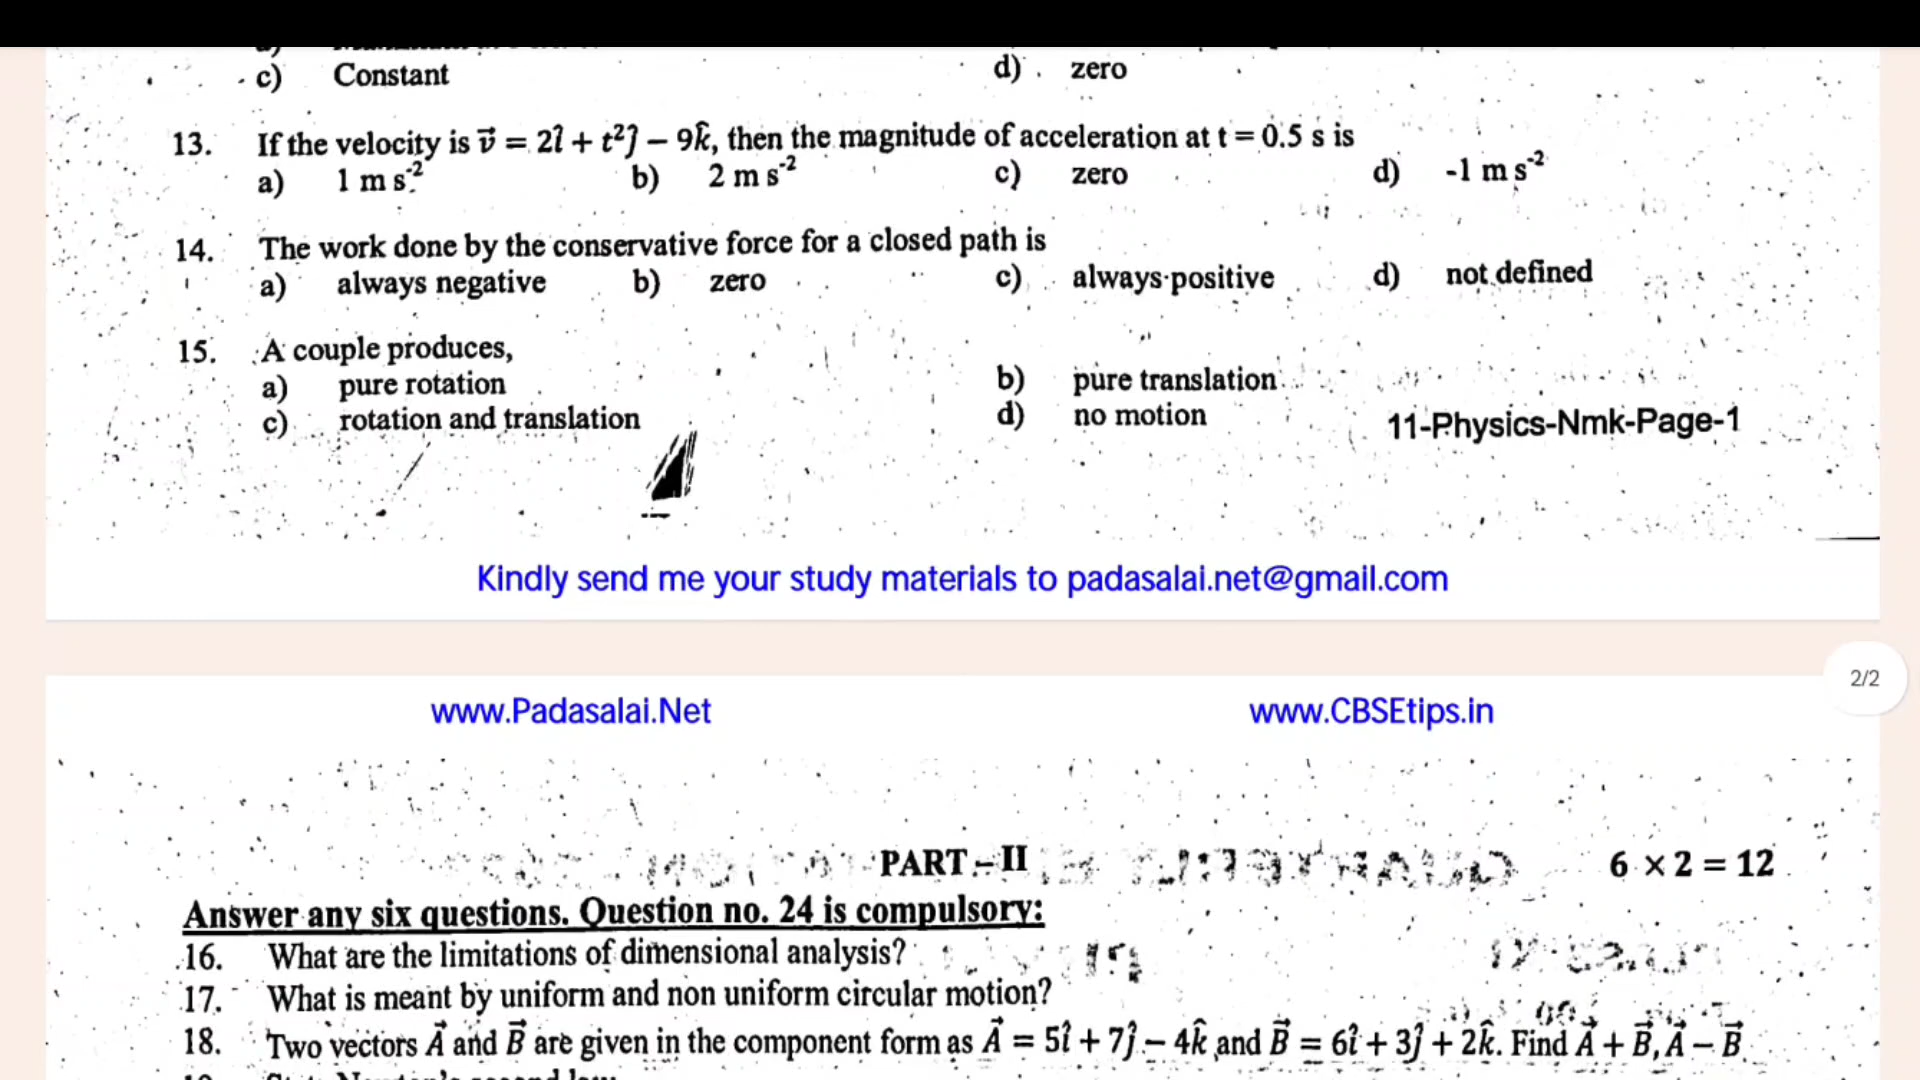 c) Constant d) zero
13. If the velocity is v⃗ = 2î + t²ĵ – 9k̂, then the magnitude of acceleration at t = 0.5 s is
a) 1 m s⁻² b) 2 m s⁻² c) zero d) -1 m s⁻²
14. The work done by the conservative force for a closed path is
a) always negative b) zero c) always positive d) not defined
15. A couple produces,
a) pure rotation b) pure translation
c) rotation and translation d) no motion
11-Physics-Nmk-Page-1
Kindly send me your study materials to padasalai.net@gmail.com
2/2
www.Padasalai.Net www.CBSEtips.in
PART – II 6 × 2 = 12
Answer any six questions. Question no. 24 is compulsory:
16. What are the limitations of dimensional analysis?
17. What is meant by uniform and non uniform circular motion?
18. Two vectors A⃗ and B⃗ are given in the component form as A⃗ = 5î + 7ĵ – 4k̂ and B⃗ = 6î + 3ĵ + 2k̂. Find A⃗ + B⃗, A⃗ – B⃗